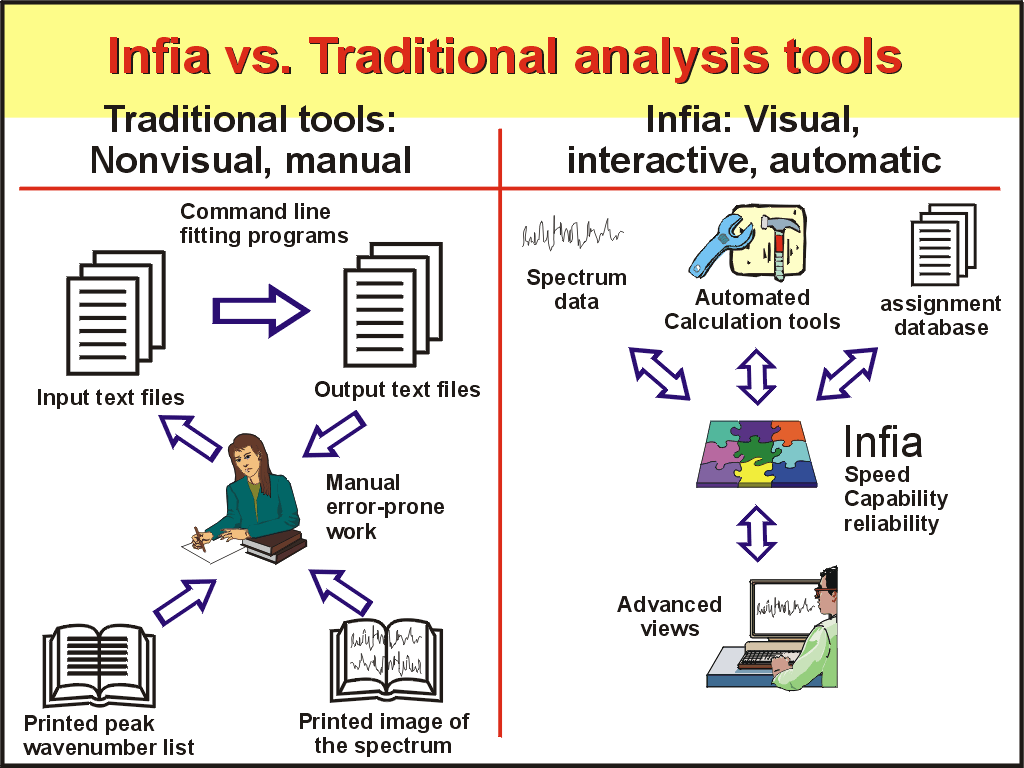 Infia vs. Traditional analysis tools
Traditional tools:
Nonvisual, manual
Command line
fitting programs
Input text files
Output text files
Manual
error-prone
work
Printed peak
wavenumber list
Printed image of
the spectrum
Infia: Visual,
interactive, automatic
Spectrum
data
Automated
Calculation tools
assignment
database
Infia
Speed
Capability
reliability
Advanced
views